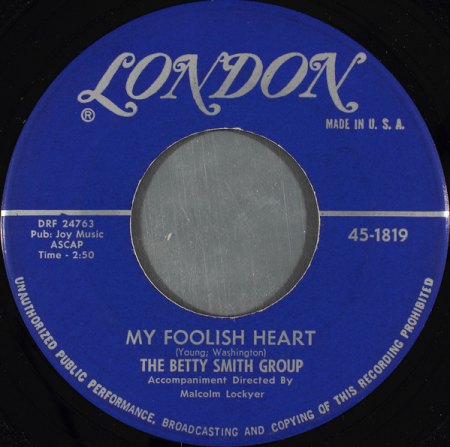 LONDON
®
MADE IN U. S. A.
DRF 24763
Pub: Joy Music
ASCAP
Time - 2:50
45-1819
MY FOOLISH HEART
(Young; Washington)
THE BETTY SMITH GROUP
Accompaniment Directed By
Malcolm Lockyer
UNAUTHORIZED PUBLIC PERFORMANCE, BROADCASTING AND COPYING OF THIS RECORDING PROHIBITED